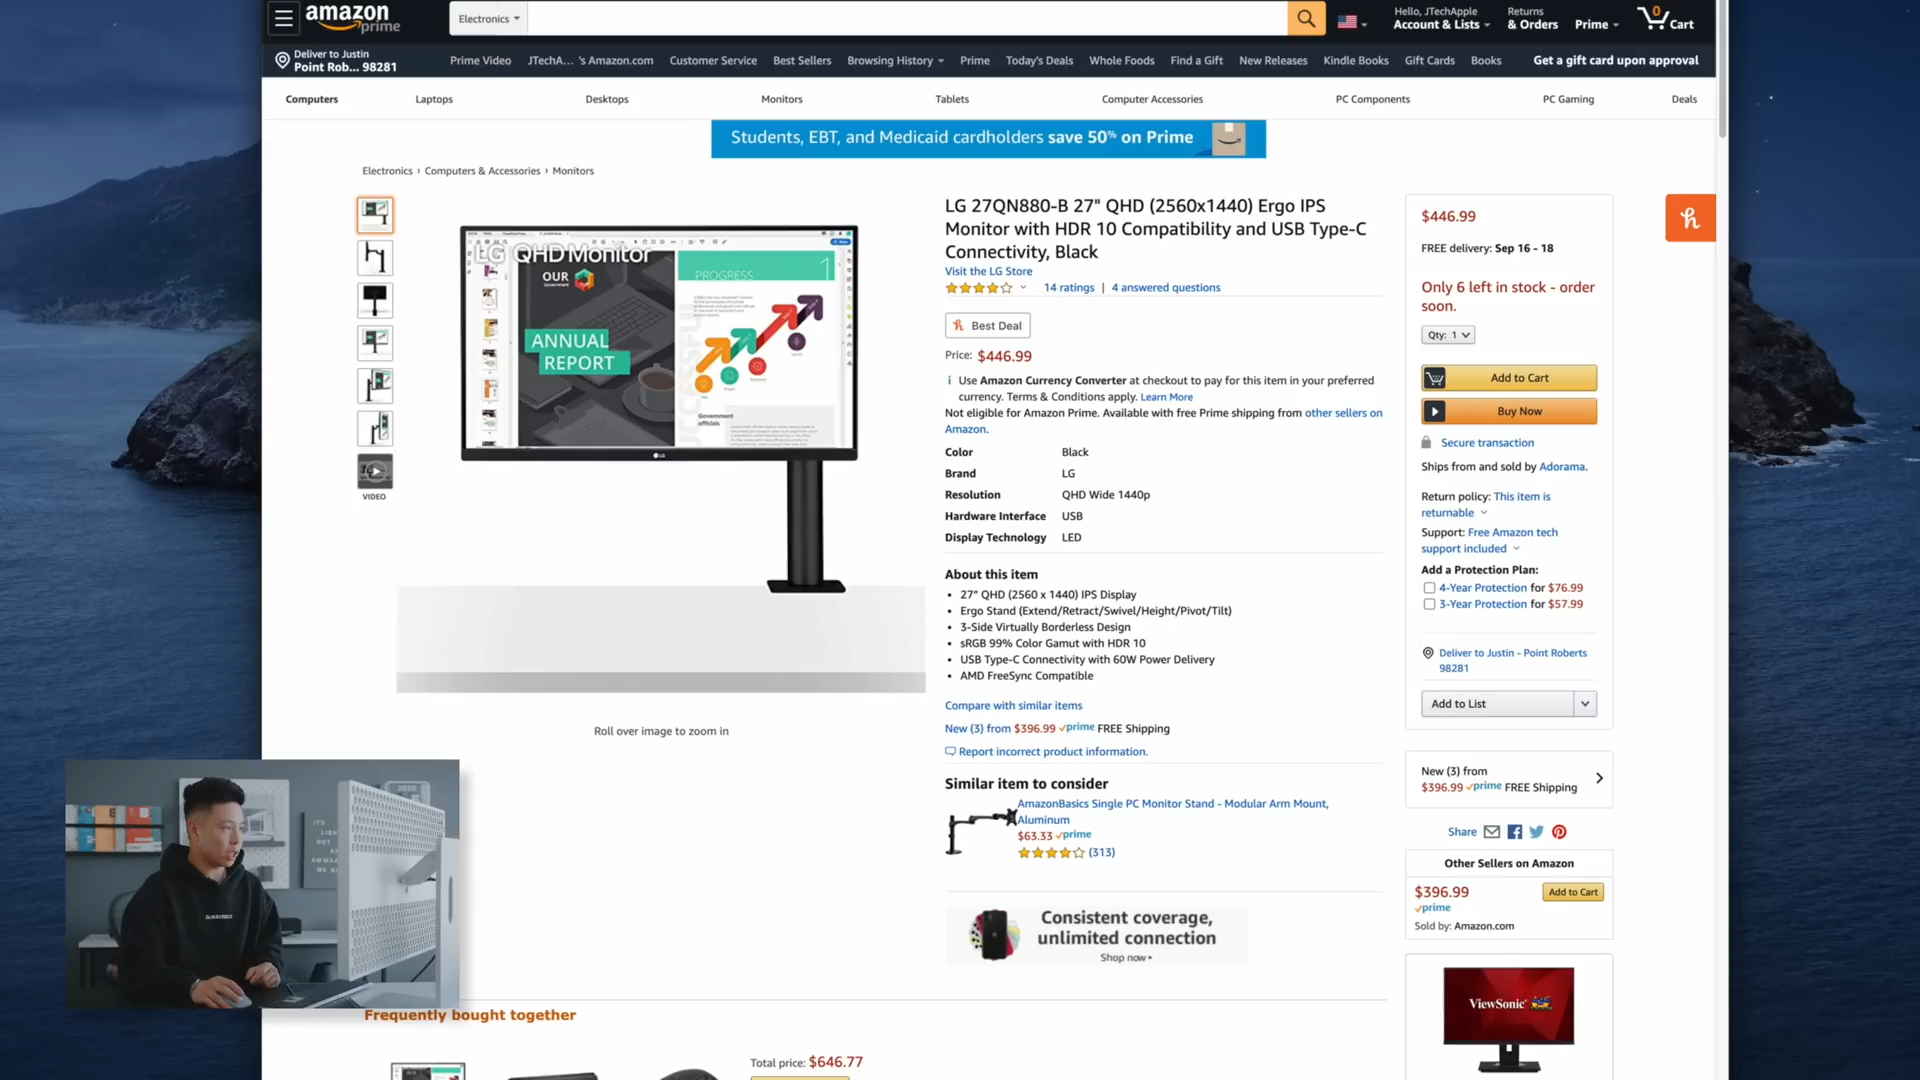 amazon
prime
Electronics
Hello, JTechApple
Account & Lists
Returns
& Orders
Prime
0
Cart
Deliver to Justin
Point Rob... 98281
Prime Video
JTechA... 's Amazon.com
Customer Service
Best Sellers
Browsing History
Prime
Today's Deals
Whole Foods
Find a Gift
New Releases
Kindle Books
Gift Cards
Books
Get a gift card upon approval
Computers
Laptops
Desktops
Monitors
Tablets
Computer Accessories
PC Components
PC Gaming
Deals
Students, EBT, and Medicaid cardholders save 50% on Prime
Electronics › Computers & Accessories › Monitors
LG QHD Monitor
OUR
Government
ANNUAL
REPORT
PROGRESS
1
Government
officials
LG
VIDEO
Roll over image to zoom in
LG 27QN880-B 27" QHD (2560x1440) Ergo IPS
Monitor with HDR 10 Compatibility and USB Type-C
Connectivity, Black
Visit the LG Store
14 ratings | 4 answered questions
Best Deal
Price: $446.99
Use Amazon Currency Converter at checkout to pay for this item in your preferred
currency. Terms & Conditions apply. Learn More
Not eligible for Amazon Prime. Available with free Prime shipping from other sellers on
Amazon.
Color Black
Brand LG
Resolution QHD Wide 1440p
Hardware Interface USB
Display Technology LED
About this item
• 27" QHD (2560 x 1440) IPS Display
• Ergo Stand (Extend/Retract/Swivel/Height/Pivot/Tilt)
• 3-Side Virtually Borderless Design
• sRGB 99% Color Gamut with HDR 10
• USB Type-C Connectivity with 60W Power Delivery
• AMD FreeSync Compatible
Compare with similar items
New (3) from $396.99 prime FREE Shipping
Report incorrect product information.
Similar item to consider
AmazonBasics Single PC Monitor Stand - Modular Arm Mount,
Aluminum
$63.33 prime
(313)
Consistent coverage,
unlimited connection
Shop now
Frequently bought together
Total price: $646.77
$446.99
FREE delivery: Sep 16 - 18
Only 6 left in stock - order
soon.
Qty: 1
Add to Cart
Buy Now
Secure transaction
Ships from and sold by Adorama.
Return policy: This item is
returnable
Support: Free Amazon tech
support included
Add a Protection Plan:
4-Year Protection for $76.99
3-Year Protection for $57.99
Deliver to Justin - Point Roberts
98281
Add to List
New (3) from
$396.99 prime FREE Shipping
Share
Other Sellers on Amazon
$396.99
prime
Add to Cart
Sold by: Amazon.com
ViewSonic
h
2020
IT'S